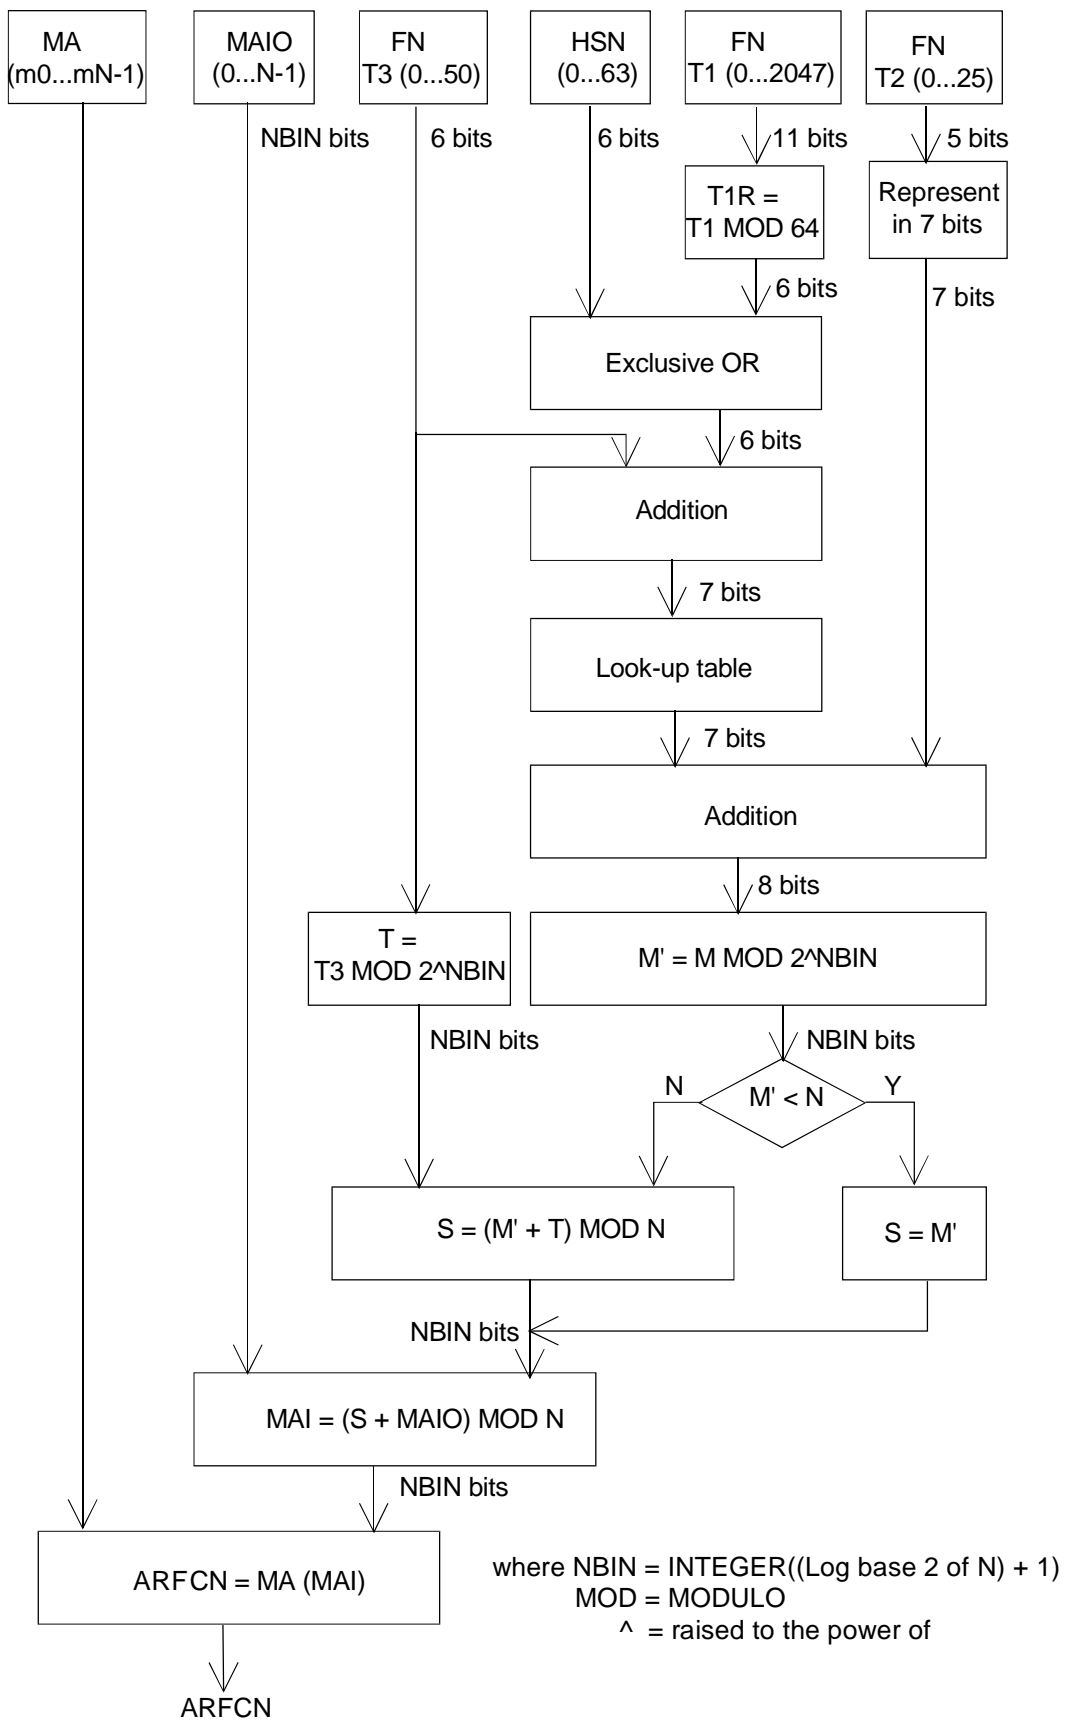 MA
(m0...mN-1)
MAIO
(0...N-1)
FN
T3 (0...50)
HSN
(0...63)
FN
T1 (0...2047)
FN
T2 (0...25)
NBIN bits
6 bits
6 bits
11 bits
5 bits
T1R =
T1 MOD 64
Represent
in 7 bits
6 bits
7 bits
Exclusive OR
6 bits
Addition
7 bits
Look-up table
7 bits
Addition
8 bits
T =
T3 MOD 2^NBIN
M' = M MOD 2^NBIN
NBIN bits
NBIN bits
N
M' < N
Y
S = (M' + T) MOD N
S = M'
NBIN bits
MAI = (S + MAIO) MOD N
NBIN bits
ARFCN = MA (MAI)
where NBIN = INTEGER((Log base 2 of N) + 1)
MOD = MODULO
^ = raised to the power of
ARFCN